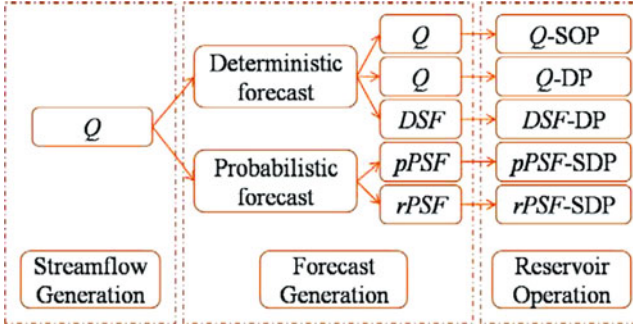 Q
Deterministic
forecast
Probabilistic
forecast
Q
Q
DSF
pPSF
rPSF
Q-SOP
Q-DP
DSF-DP
pPSF-SDP
rPSF-SDP
Streamflow
Generation
Forecast
Generation
Reservoir
Operation